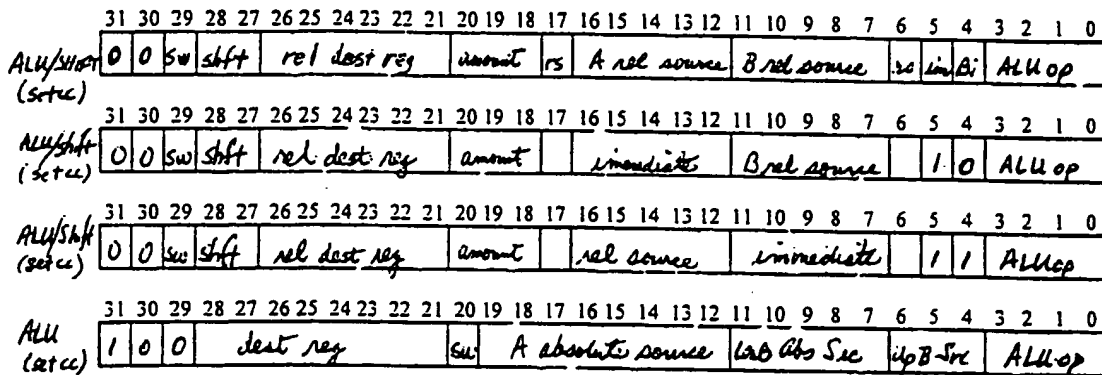 31 30 29 28 27 26 25 24 23 22 21 20 19 18 17 16 15 14 13 12 11 10 9 8 7 6 5 4 3 2 1 0
ALU/Shift 0 0 sw shft rel dest reg amount rs A rel source B rel source im Bi ALU op
(setcc)
31 30 29 28 27 26 25 24 23 22 21 20 19 18 17 16 15 14 13 12 11 10 9 8 7 6 5 4 3 2 1 0
ALU/Shft 0 0 sw shft rel dest reg amount immediate B rel source 1 0 ALU op
(setcc)
31 30 29 28 27 26 25 24 23 22 21 20 19 18 17 16 15 14 13 12 11 10 9 8 7 6 5 4 3 2 1 0
ALU/Shft 0 0 sw shft rel dest reg amount rel source immediate 1 1 ALU op
(setcc)
31 30 29 28 27 26 25 24 23 22 21 20 19 18 17 16 15 14 13 12 11 10 9 8 7 6 5 4 3 2 1 0
ALU 1 0 0 dest reg sw A absolute source B Abs Src B-Src ALU-op
(setcc)